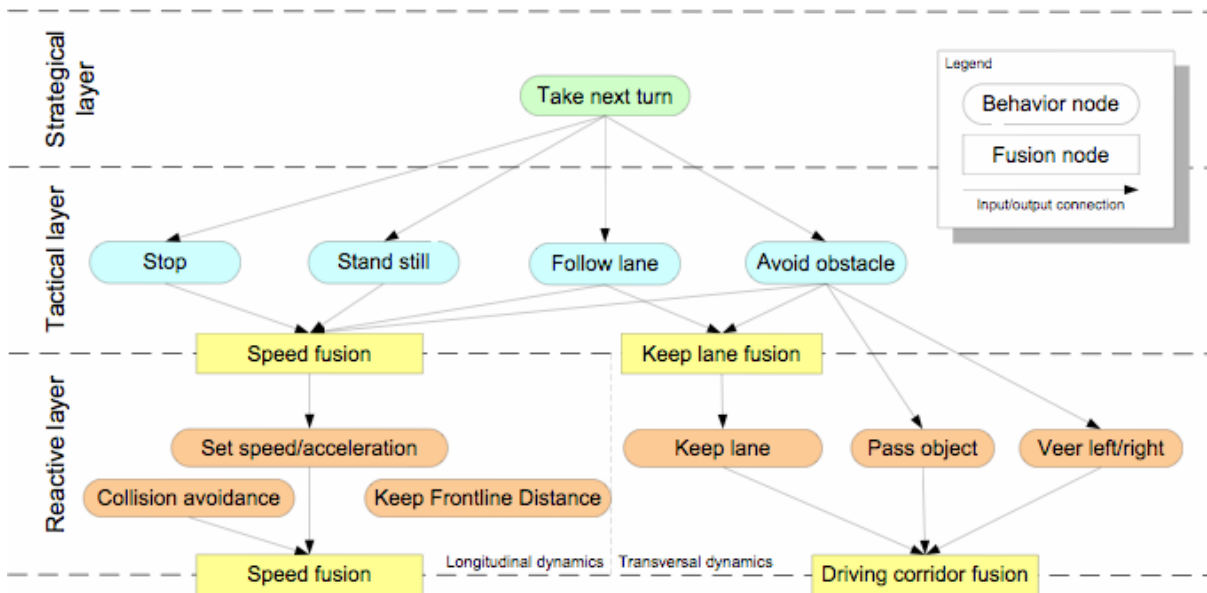 Strategical
layer
Take next turn
Legend
Behavior node
Fusion node
Input/output connection
Tactical layer
Stop
Stand still
Follow lane
Avoid obstacle
Speed fusion
Keep lane fusion
Reactive layer
Set speed/acceleration
Keep lane
Pass object
Veer left/right
Collision avoidance
Keep Frontline Distance
Longitudinal dynamics
Transversal dynamics
Speed fusion
Driving corridor fusion